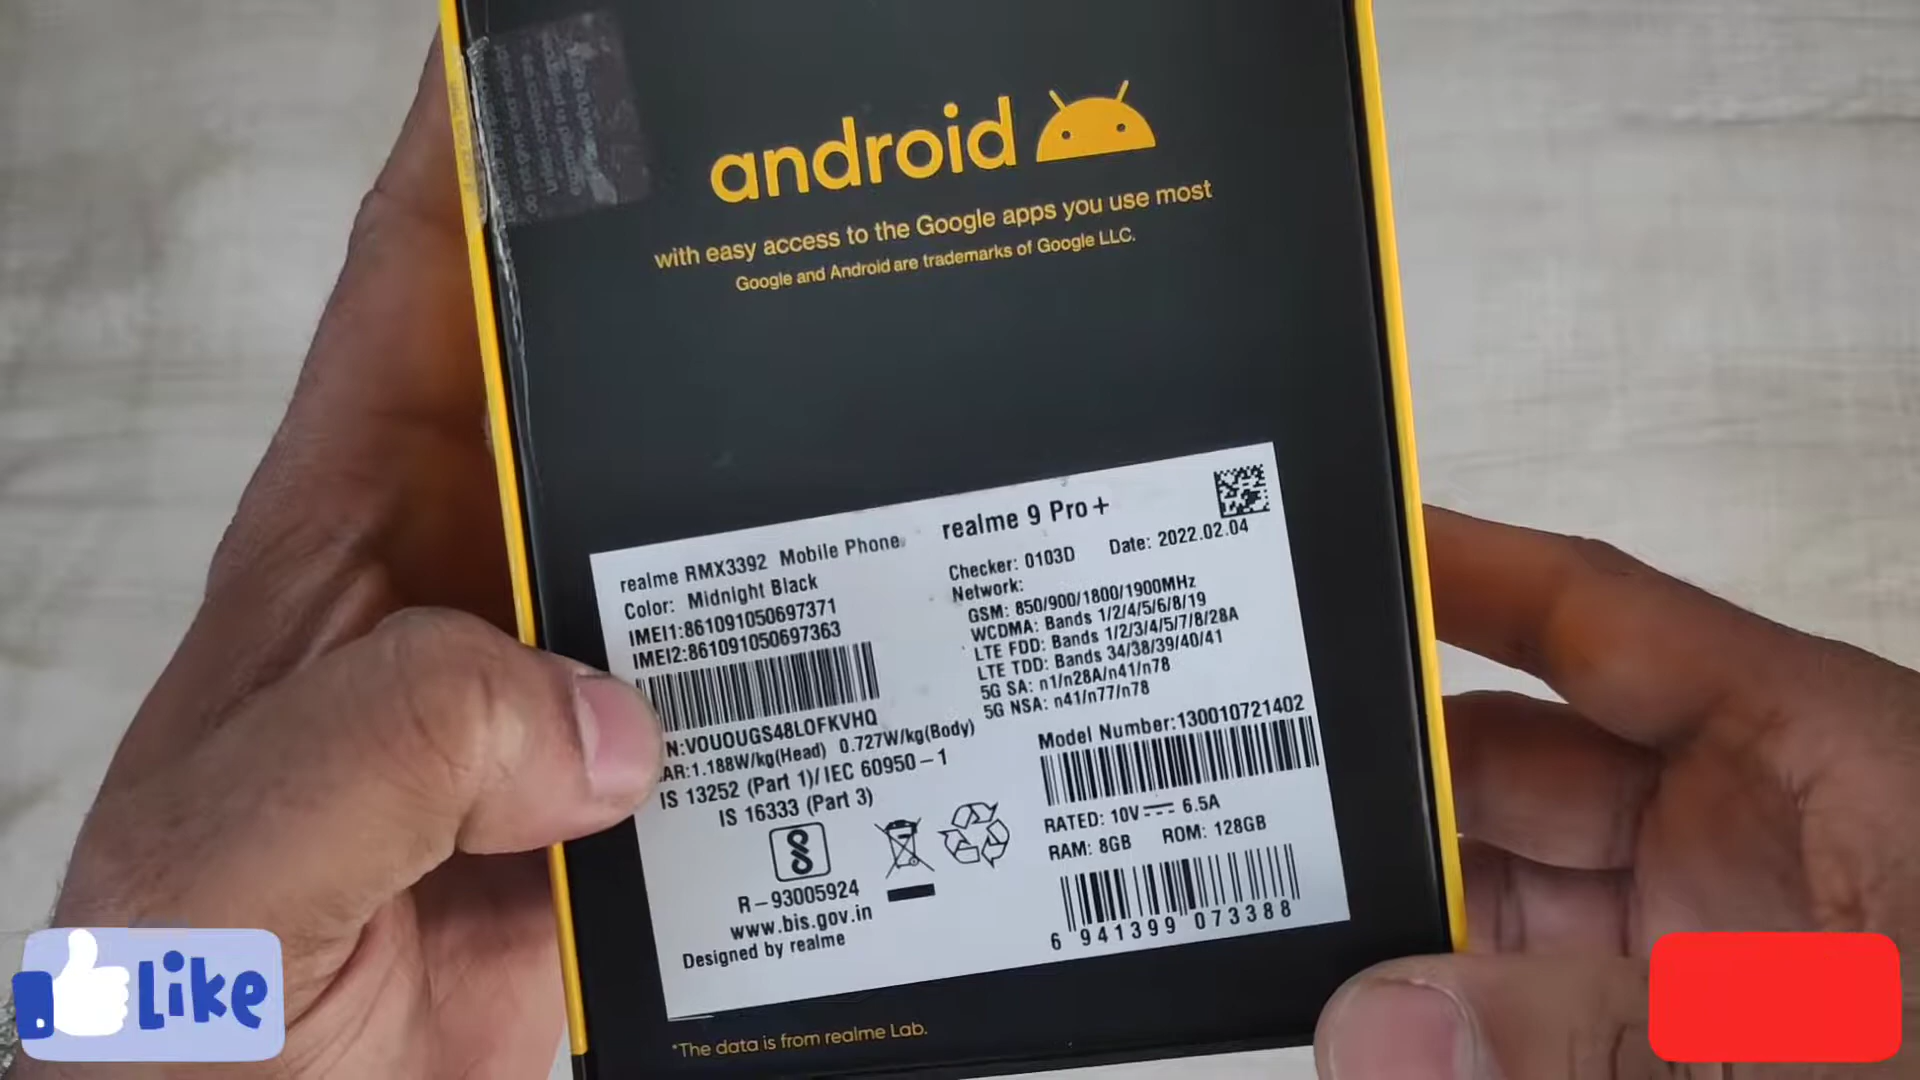 android
with easy access to the Google apps you use most
Google and Android are trademarks of Google LLC.
realme RMX3392 Mobile Phone
realme 9 Pro+
Color: Midnight Black
IMEI1:861091050697371
IMEI2:861091050697363
N:VOUOUGS48LOFKVHQ
AR:1.188W/kg(Head) 0.727W/kg(Body)
IS 13252 (Part 1)/IEC 60950-1
IS 16333 (Part 3)
R-93005924
www.bis.gov.in
Designed by realme
Checker: 0103D Date: 2022.02.04
Network:
GSM: 850/900/1800/1900MHz
WCDMA: Bands 1/2/4/5/6/8/19
LTE FDD: Bands 1/2/3/4/5/7/8/28A
LTE TDD: Bands 34/38/39/40/41
5G SA: n1/n28A/n41/n78
5G NSA: n41/n77/n78
Model Number:130010721402
RATED: 10V 6.5A
RAM: 8GB ROM: 128GB
6 941399 073388
*The data is from realme Lab.
Like